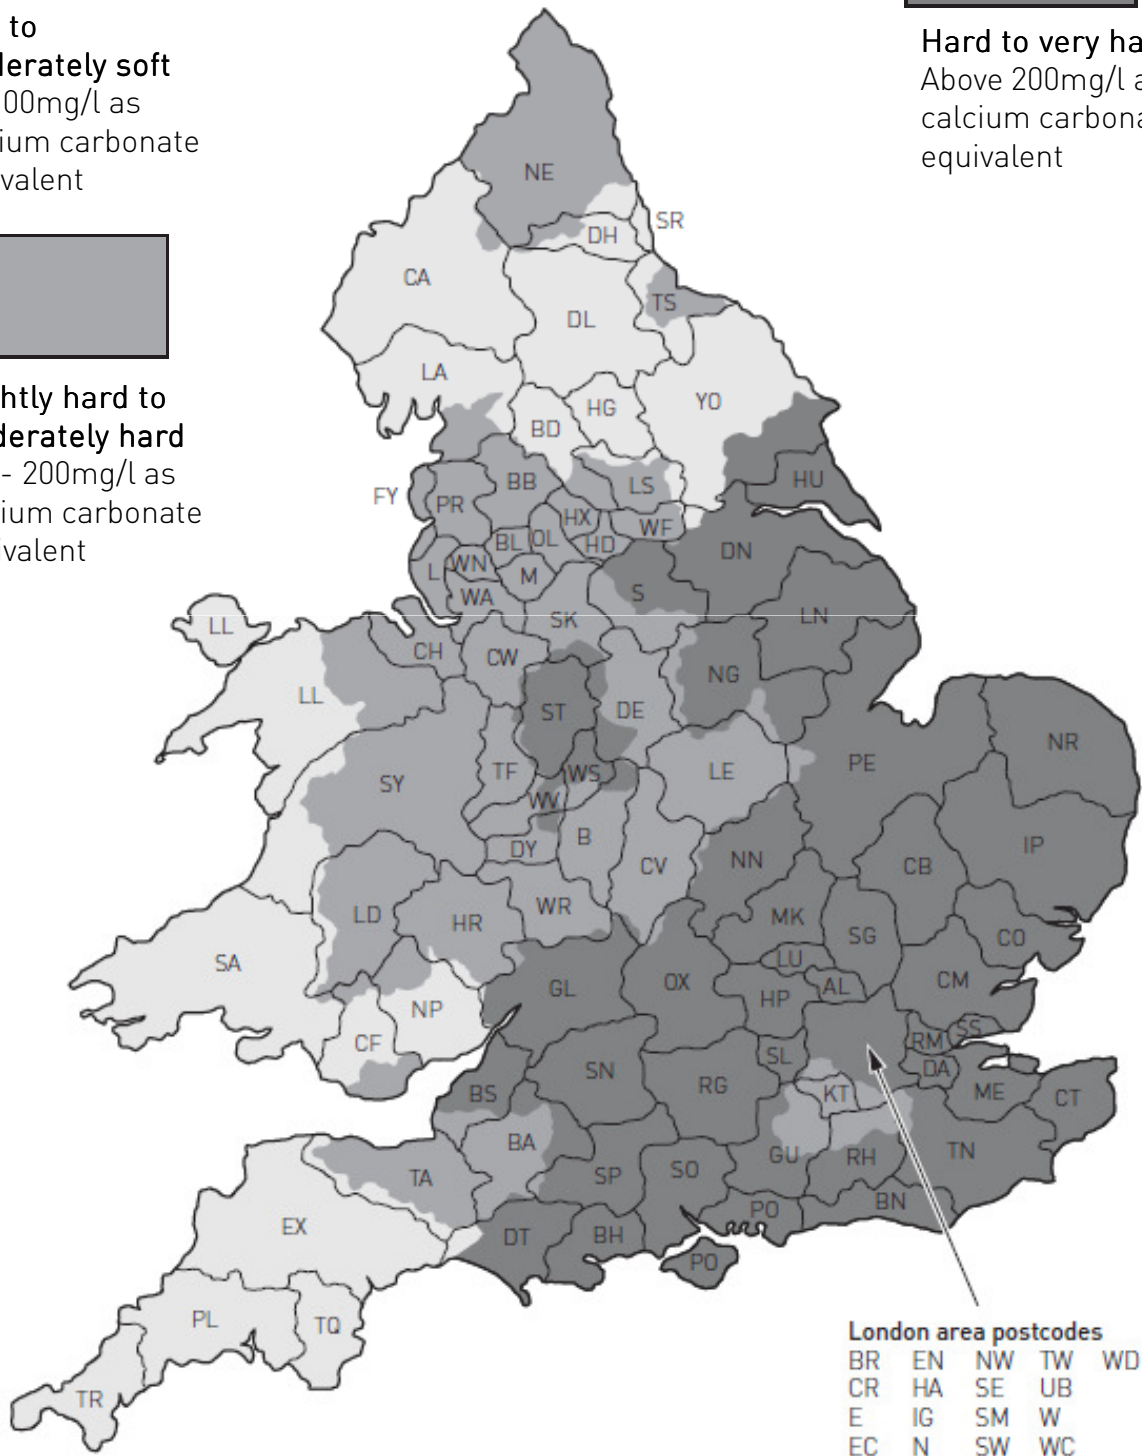 to
derately soft
00mg/l as
ium carbonate
valent
Hard to very ha
Above 200mg/l a
calcium carbona
equivalent
htly hard to
derately hard
- 200mg/l as
ium carbonate
valent
NE
SR
DH
CA
TS
DL
LA
HG
YO
BD
HU
BB
LS
FY
PR
HX
WF
OL
BL
HD
DN
WN
L
M
WA
S
LN
SK
LL
CH
CW
NG
LL
ST
DE
NR
PE
TF
WS
LE
SY
WV
B
IP
DY
CV
NN
CB
WR
LD
HR
MK
SG
CO
SA
LU
OX
CM
AL
GL
HP
NP
SS
RM
CF
SL
DA
SN
RG
BS
KT
ME
CT
BA
GU
RH
TN
TA
SP
SO
BN
PO
EX
DT
BH
PO
PL
TQ
TR
London area postcodes
BR EN NW TW WD
CR HA SE UB
E IG SM W
EC N SW WC